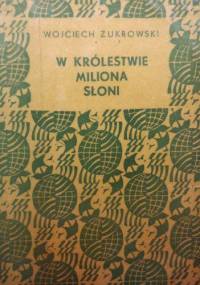 WOJCIECH ŻUKROWSKI
W KRÓLESTWIE
MILIONA
SŁONI